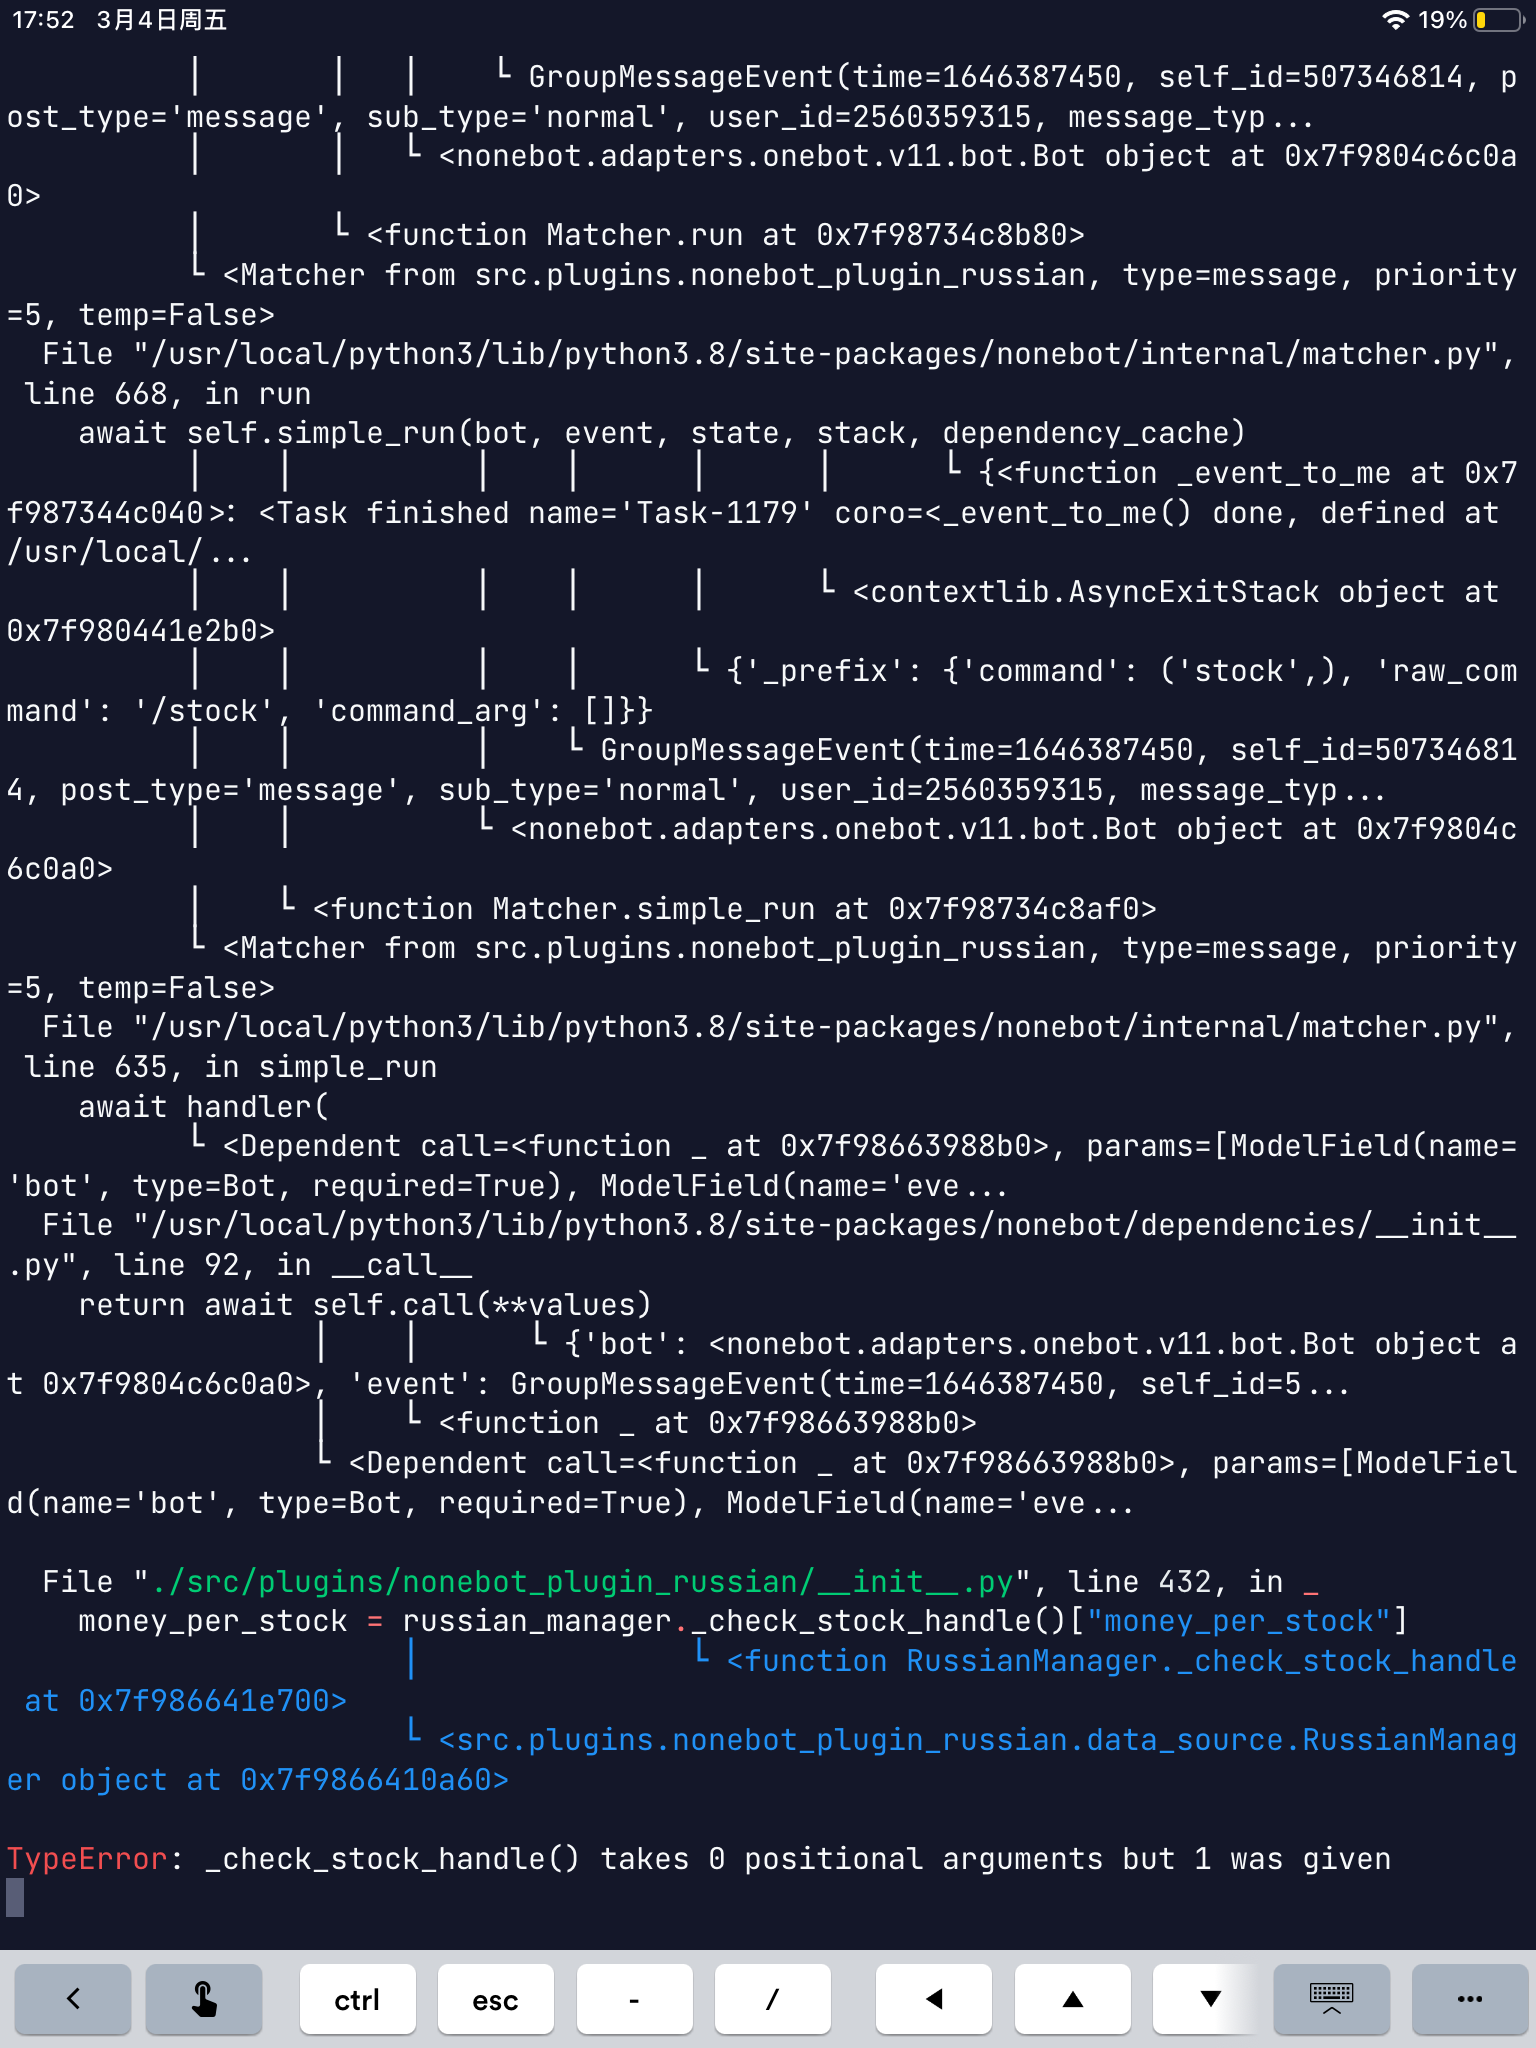 17:52 3月4日周五 19%
│ │ │ └ GroupMessageEvent(time=1646387450, self_id=507346814, p
ost_type='message', sub_type='normal', user_id=2560359315, message_typ...
│ │ └ <nonebot.adapters.onebot.v11.bot.Bot object at 0x7f9804c6c0a
0>
│ └ <function Matcher.run at 0x7f98734c8b80>
└ <Matcher from src.plugins.nonebot_plugin_russian, type=message, priority
=5, temp=False>
File "/usr/local/python3/lib/python3.8/site-packages/nonebot/internal/matcher.py",
line 668, in run
await self.simple_run(bot, event, state, stack, dependency_cache)
│ │ │ │ │ │ └ {<function _event_to_me at 0x7
f987344c040>: <Task finished name='Task-1179' coro=<_event_to_me() done, defined at
/usr/local/...
│ │ │ │ │ └ <contextlib.AsyncExitStack object at
0x7f980441e2b0>
│ │ │ │ └ {'_prefix': {'command': ('stock',), 'raw_com
mand': '/stock', 'command_arg': []}}
│ │ │ └ GroupMessageEvent(time=1646387450, self_id=50734681
4, post_type='message', sub_type='normal', user_id=2560359315, message_typ...
│ │ └ <nonebot.adapters.onebot.v11.bot.Bot object at 0x7f9804c
6c0a0>
│ └ <function Matcher.simple_run at 0x7f98734c8af0>
└ <Matcher from src.plugins.nonebot_plugin_russian, type=message, priority
=5, temp=False>
File "/usr/local/python3/lib/python3.8/site-packages/nonebot/internal/matcher.py",
line 635, in simple_run
await handler(
└ <Dependent call=<function _ at 0x7f98663988b0>, params=[ModelField(name=
'bot', type=Bot, required=True), ModelField(name='eve...
File "/usr/local/python3/lib/python3.8/site-packages/nonebot/dependencies/__init__
.py", line 92, in __call__
return await self.call(**values)
│ │ └ {'bot': <nonebot.adapters.onebot.v11.bot.Bot object a
t 0x7f9804c6c0a0>, 'event': GroupMessageEvent(time=1646387450, self_id=5...
│ └ <function _ at 0x7f98663988b0>
└ <Dependent call=<function _ at 0x7f98663988b0>, params=[ModelFiel
d(name='bot', type=Bot, required=True), ModelField(name='eve...
File "./src/plugins/nonebot_plugin_russian/__init__.py", line 432, in _
money_per_stock = russian_manager._check_stock_handle()["money_per_stock"]
│ └ <function RussianManager._check_stock_handle
at 0x7f986641e700>
└ <src.plugins.nonebot_plugin_russian.data_source.RussianManag
er object at 0x7f9866410a60>
TypeError: _check_stock_handle() takes 0 positional arguments but 1 was given
ctrl esc - /